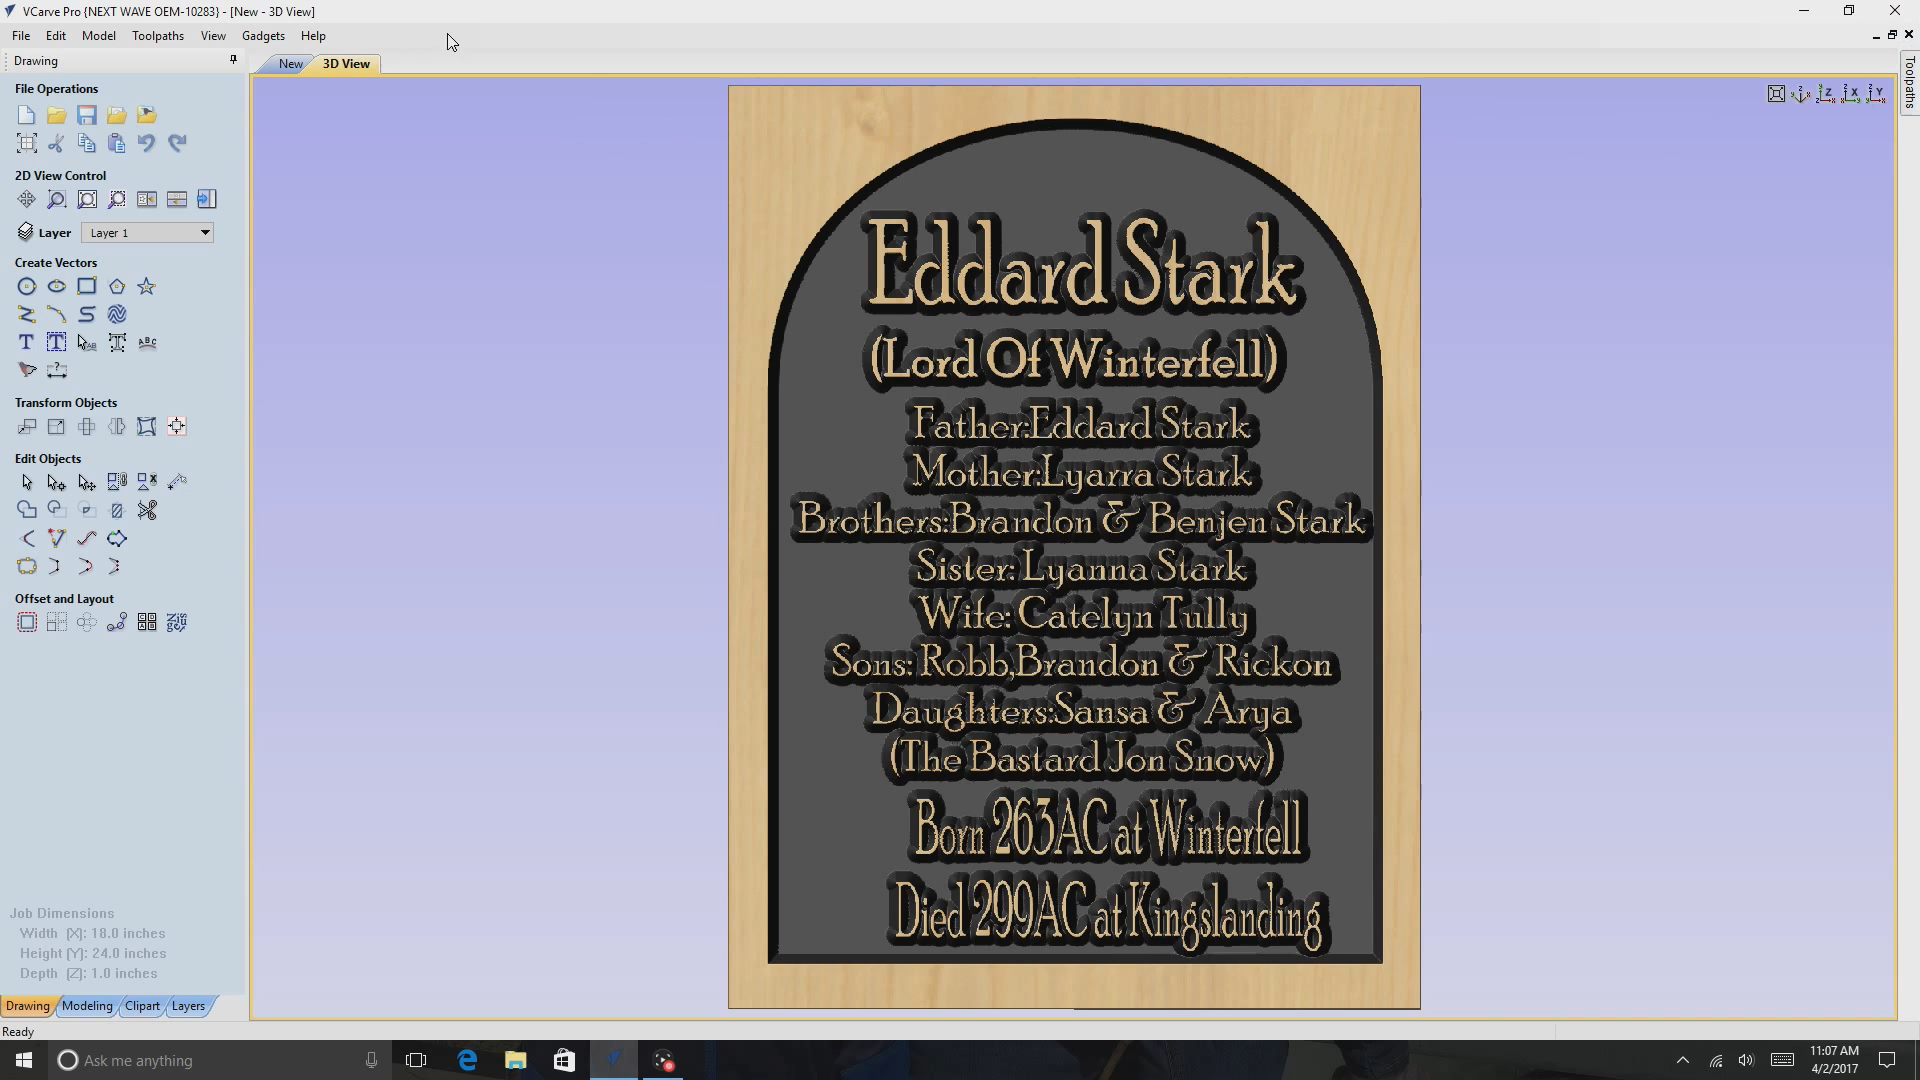 VCarve Pro {NEXT WAVE OEM-10283} - [New - 3D View]
File Edit Model Toolpaths View Gadgets Help
Drawing
New 3D View
Toolpaths
File Operations
2D View Control
Layer Layer 1
Create Vectors
Transform Objects
Edit Objects
Offset and Layout
Eddard Stark
(Lord Of Winterfell)
Father:Eddard Stark
Mother:Lyarra Stark
Brothers:Brandon & Benjen Stark
Sister: Lyanna Stark
Wife: Catelyn Tully
Sons: Robb,Brandon & Rickon
Daughters:Sansa & Arya
(The Bastard Jon Snow)
Born 263AC at Winterfell
Died 299AC at Kingslanding
Job Dimensions
Width (X): 18.0 inches
Height (Y): 24.0 inches
Depth (Z): 1.0 inches
Drawing Modeling Clipart Layers
Ready
Ask me anything
11:07 AM
4/2/2017